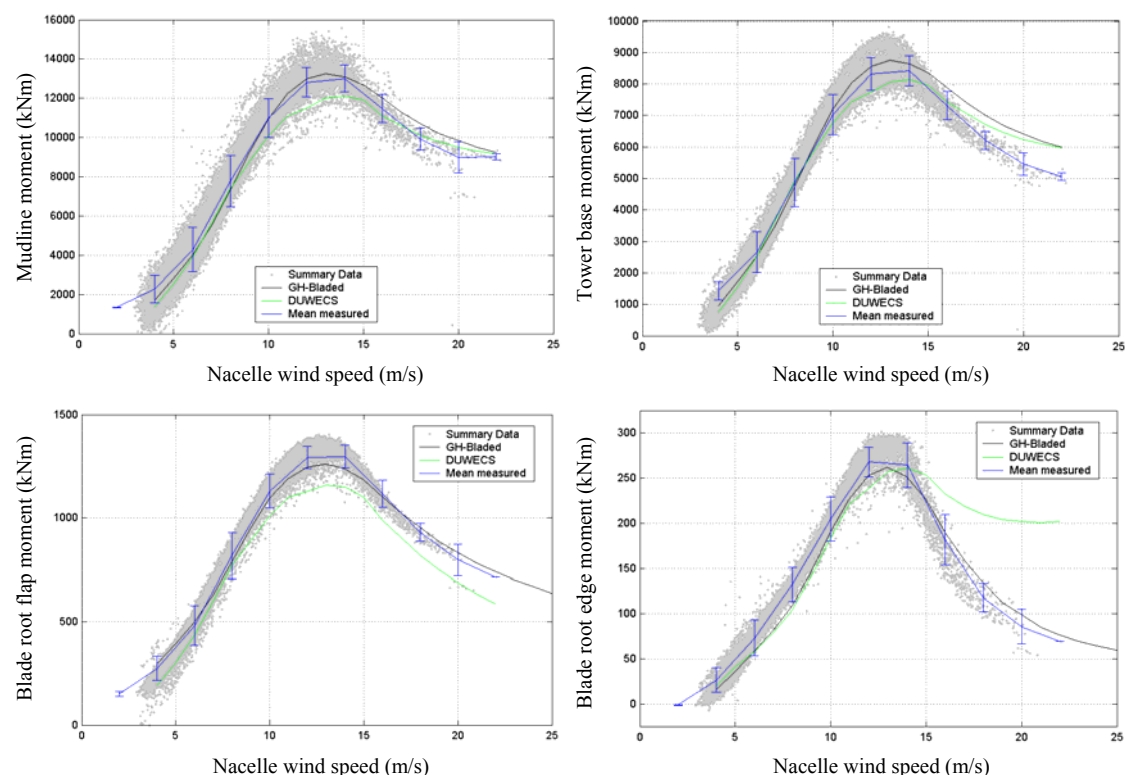 16000
14000
12000
10000
8000
6000
4000
2000
0
Mudline moment (kNm)
Summary Data
GH-Bladed
DUWECS
Mean measured
0 5 10 15 20 25
Nacelle wind speed (m/s)
10000
9000
8000
7000
6000
5000
4000
3000
2000
1000
0
Tower base moment (kNm)
Summary Data
GH-Bladed
DUWECS
Mean measured
0 5 10 15 20 25
Nacelle wind speed (m/s)
1500
1000
500
0
Blade root flap moment (kNm)
Summary Data
GH-Bladed
DUWECS
Mean measured
0 5 10 15 20 25
Nacelle wind speed (m/s)
300
250
200
150
100
50
0
Blade root edge moment (kNm)
Summary Data
GH-Bladed
DUWECS
Mean measured
0 5 10 15 20 25
Nacelle wind speed (m/s)